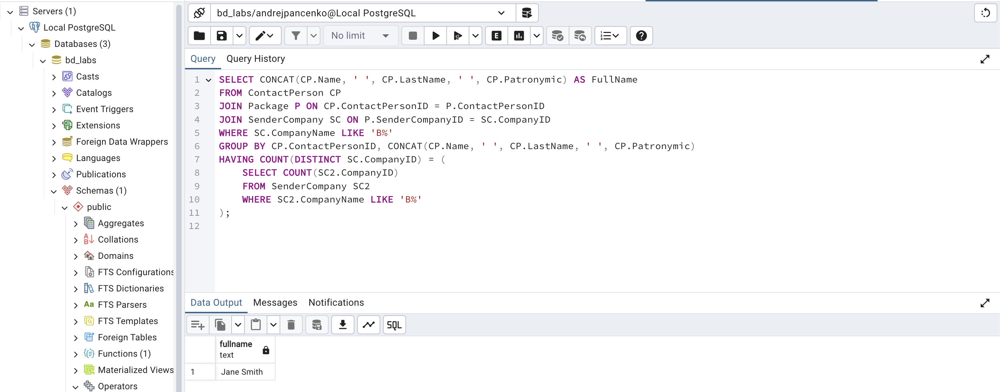 Servers (1)
Local PostgreSQL
Databases (3)
bd_labs
Casts
Catalogs
Event Triggers
Extensions
Foreign Data Wrappers
Languages
Publications
Schemas (1)
public
Aggregates
Collations
Domains
FTS Configurations
FTS Dictionaries
Aa FTS Parsers
FTS Templates
Foreign Tables
Functions (1)
Materialized Views
Operators
bd_labs/andrejpancenko@Local PostgreSQL
No limit
E
Query Query History
1 SELECT CONCAT(CP.Name, ' ', CP.LastName, ' ', CP.Patronymic) AS FullName
2 FROM ContactPerson CP
3 JOIN Package P ON CP.ContactPersonID = P.ContactPersonID
4 JOIN SenderCompany SC ON P.SenderCompanyID = SC.CompanyID
5 WHERE SC.CompanyName LIKE 'B%'
6 GROUP BY CP.ContactPersonID, CONCAT(CP.Name, ' ', CP.LastName, ' ', CP.Patronymic)
7 HAVING COUNT(DISTINCT SC.CompanyID) = (
8 SELECT COUNT(SC2.CompanyID)
9 FROM SenderCompany SC2
10 WHERE SC2.CompanyName LIKE 'B%'
11 );
12
Data Output Messages Notifications
SQL
fullname
text
1 Jane Smith